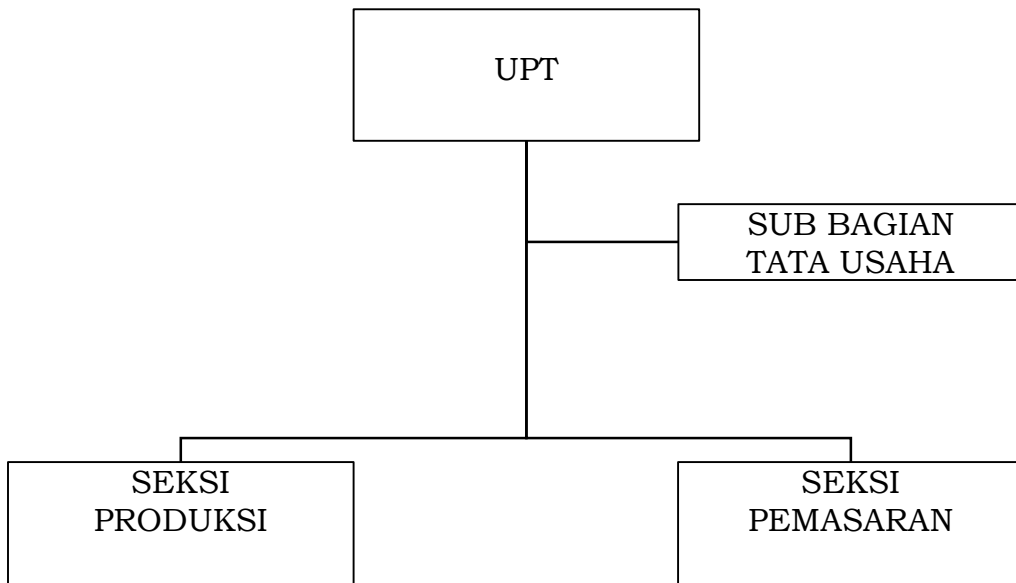 UPT
SUB BAGIAN
TATA USAHA
SEKSI
PRODUKSI
SEKSI
PEMASARAN